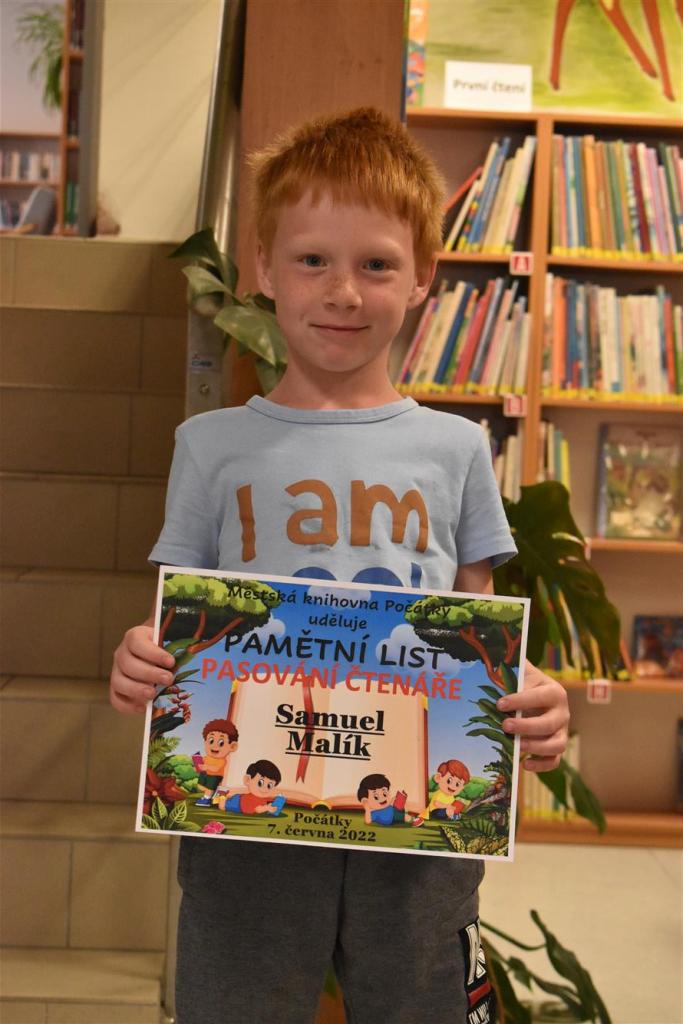 První čtení
A
I am
Městská knihovna Počátky
uděluje
PAMĚTNÍ LIST
PASOVÁNÍ ČTENÁŘE
Samuel
Malík
Počátky
7. června 2022